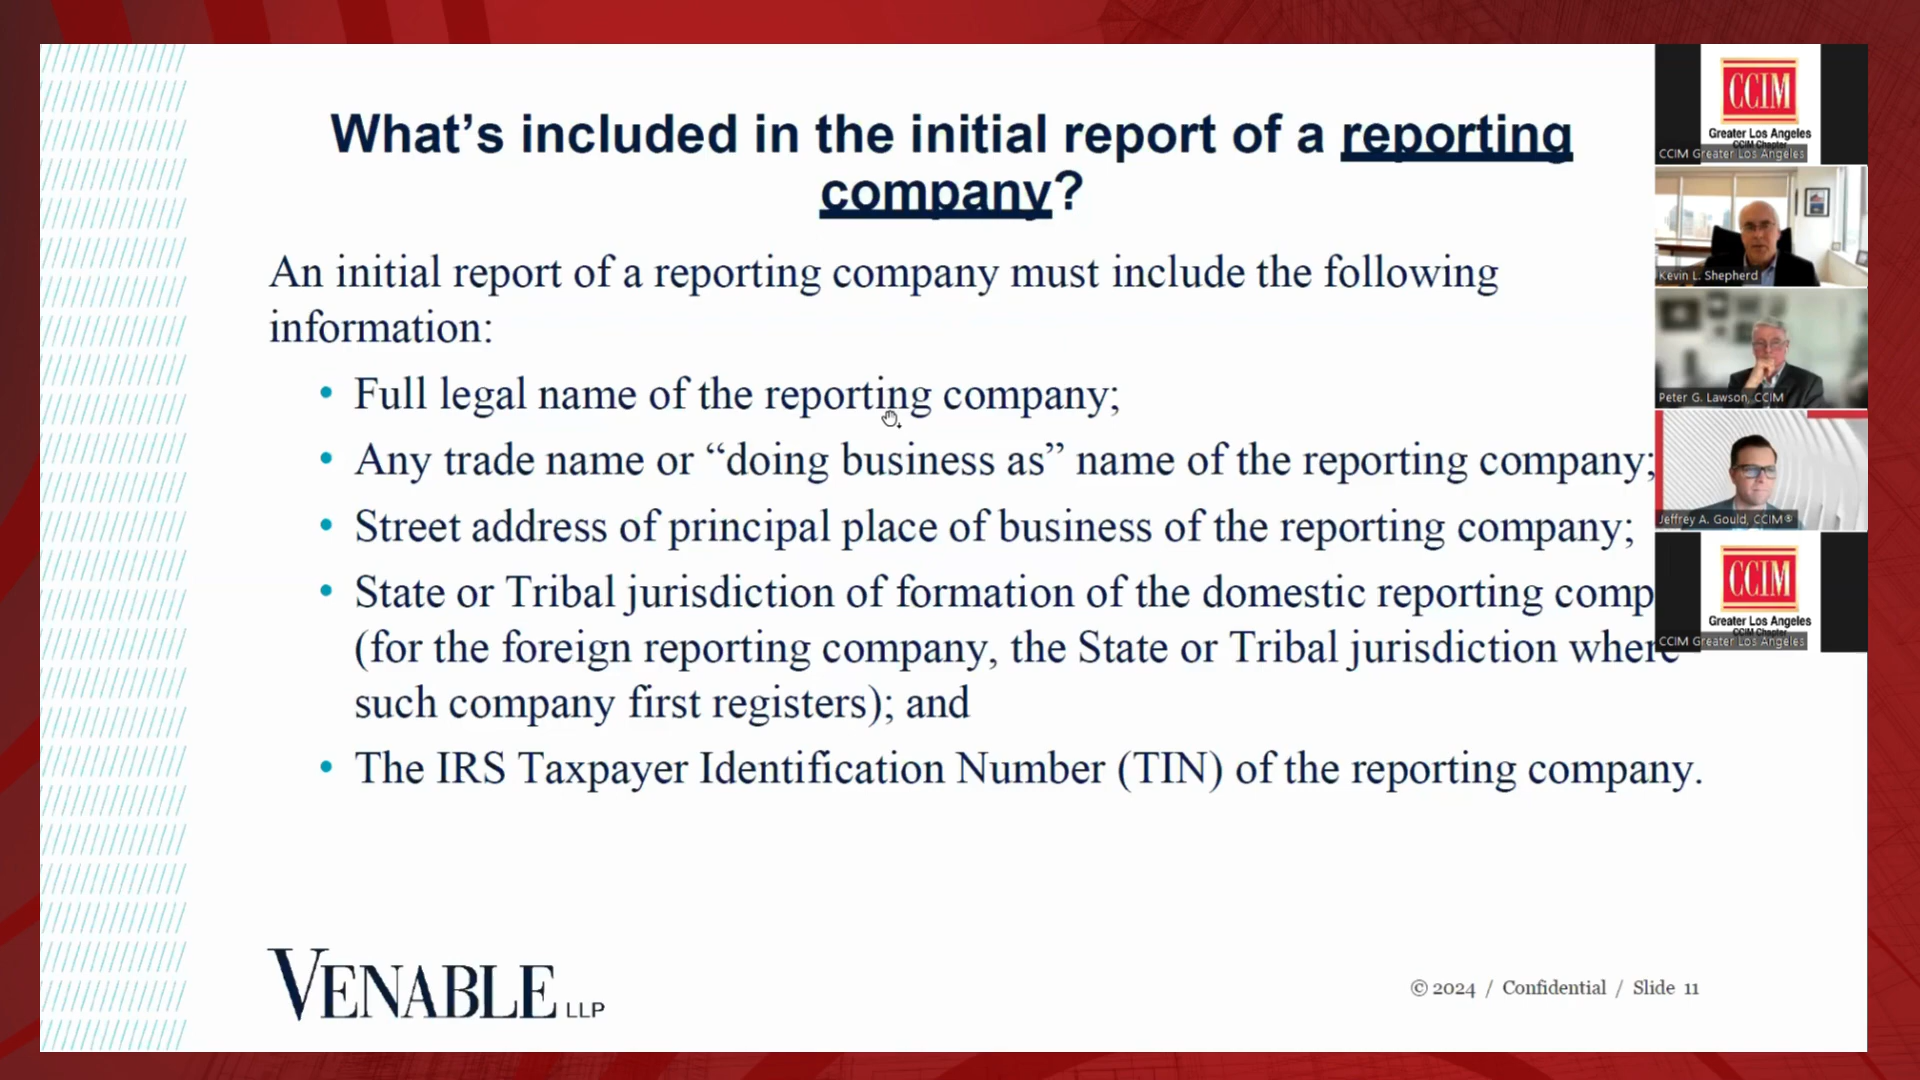 What's included in the initial report of a reporting
company?
An initial report of a reporting company must include the following
information:
• Full legal name of the reporting company;
• Any trade name or “doing business as” name of the reporting company;
• Street address of principal place of business of the reporting company;
• State or Tribal jurisdiction of formation of the domestic reporting comp
(for the foreign reporting company, the State or Tribal jurisdiction where
such company first registers); and
• The IRS Taxpayer Identification Number (TIN) of the reporting company.
VENABLE LLP
© 2024 / Confidential / Slide 11
CCIM
Greater Los Angeles
CCIM Chapter
CCIM Greater Los Angeles
Kevin L. Shepherd
Peter G. Lawson, CCIM
Jeffrey A. Gould, CCIM®
CCIM
Greater Los Angeles
CCIM Chapter
CCIM Greater Los Angeles